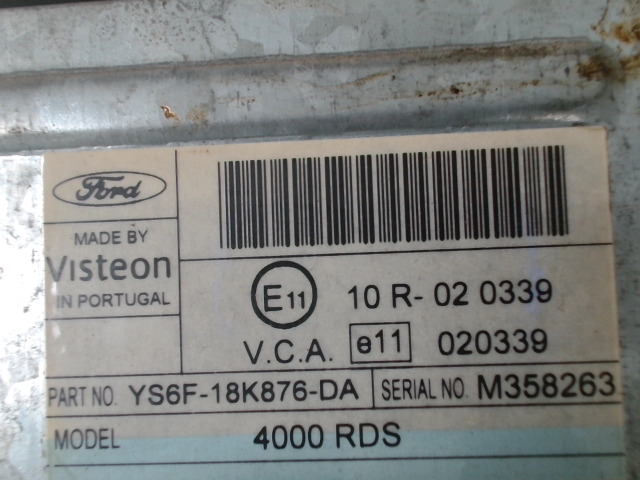 Ford
MADE BY
Visteon
IN PORTUGAL
E11 10 R- 02 0339
V.C.A. e11 020339
PART NO. YS6F-18K876-DA SERIAL NO. M358263
MODEL 4000 RDS